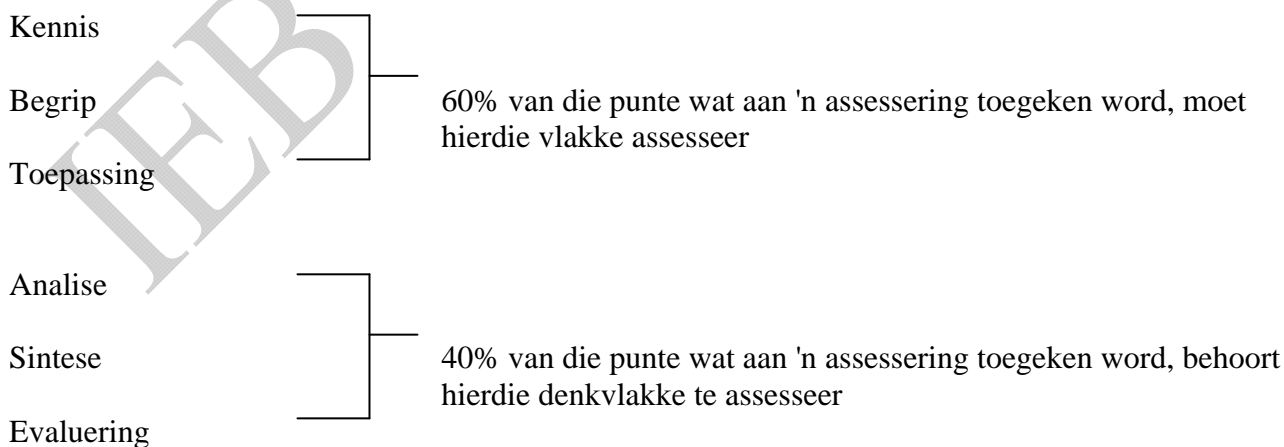 Kennis
Begrip
60% van die punte wat aan 'n assessering toegeken word, moet
hierdie vlakke assesseer
Toepassing
IEB
Analise
Sintese
40% van die punte wat aan 'n assessering toegeken word, behoort
hierdie denkvlakke te assesseer
Evaluering